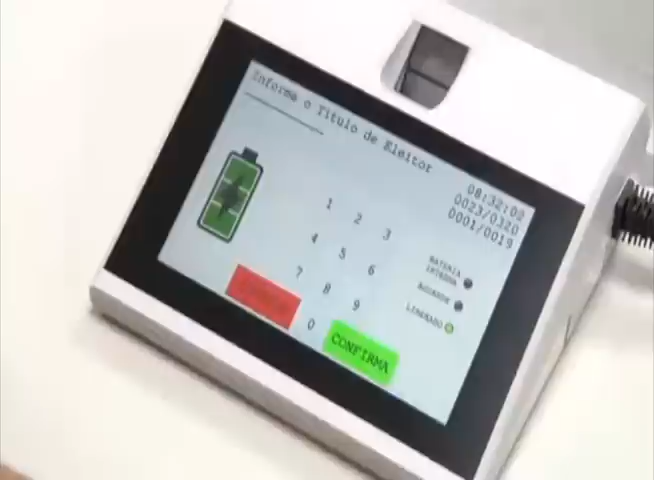 Informe o Título de Eleitor
08:32:02
0023/0320
0001/0019
1 2 3
4 5 6
7 8 9
0
BATERIA
INTERNA
AGUARDE
LIBERADO
CONFIRMA